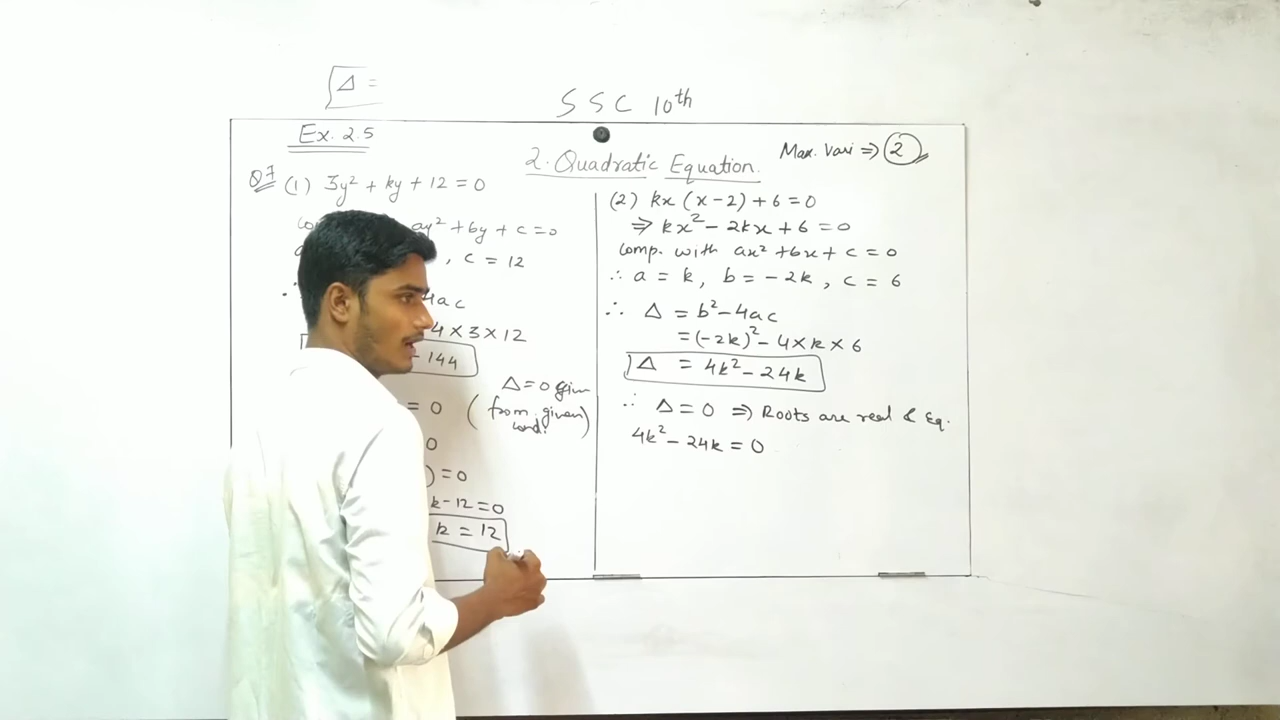 Δ =
SSC 10th
Ex. 2.5
2. Quadratic Equation.
Max. Vari ⇒ 2
Q7 (1) 3y² + ky + 12 = 0
ay² + by + c = 0
, c = 12
4ac
4 × 3 × 12
- 144
Δ = 0 given
= 0 (from given cond.)
0
) = 0
k - 12 = 0
k = 12
(2) kx (x - 2) + 6 = 0
⇒ kx² - 2kx + 6 = 0
Comp. with ax² + bx + c = 0
∴ a = k, b = -2k, c = 6
∴ Δ = b² - 4ac
= (-2k)² - 4 × k × 6
Δ = 4k² - 24k
∴ Δ = 0 ⇒ Roots are real & Eq.
4k² - 24k = 0